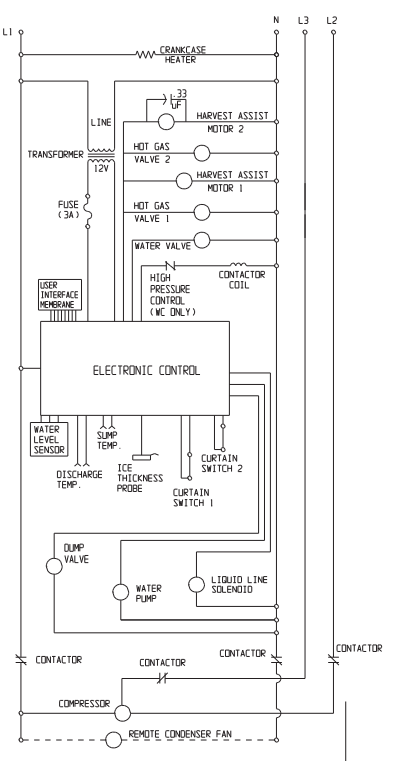 N L3 L2
L1
CRANKCASE
HEATER
.33
uF
HARVEST ASSIST
MOTOR 2
LINE
HOT GAS
VALVE 2
TRANSFORMER
12V
HARVEST ASSIST
MOTOR 1
FUSE
(3A)
HOT GAS
VALVE 1
WATER VALVE
HIGH
PRESSURE
CONTROL
(WC ONLY)
CONTACTOR
COIL
USER
INTERFACE
MEMBRANE
ELECTRONIC CONTROL
WATER
LEVEL
SENSOR
SUMP
TEMP.
DISCHARGE
TEMP.
ICE
THICKNESS
PROBE
CURTAIN
SWITCH 2
CURTAIN
SWITCH 1
DUMP
VALVE
WATER
PUMP
LIQUID LINE
SOLENOID
CONTACTOR
CONTACTOR
CONTACTOR
CONTACTOR
COMPRESSOR
REMOTE CONDENSER FAN